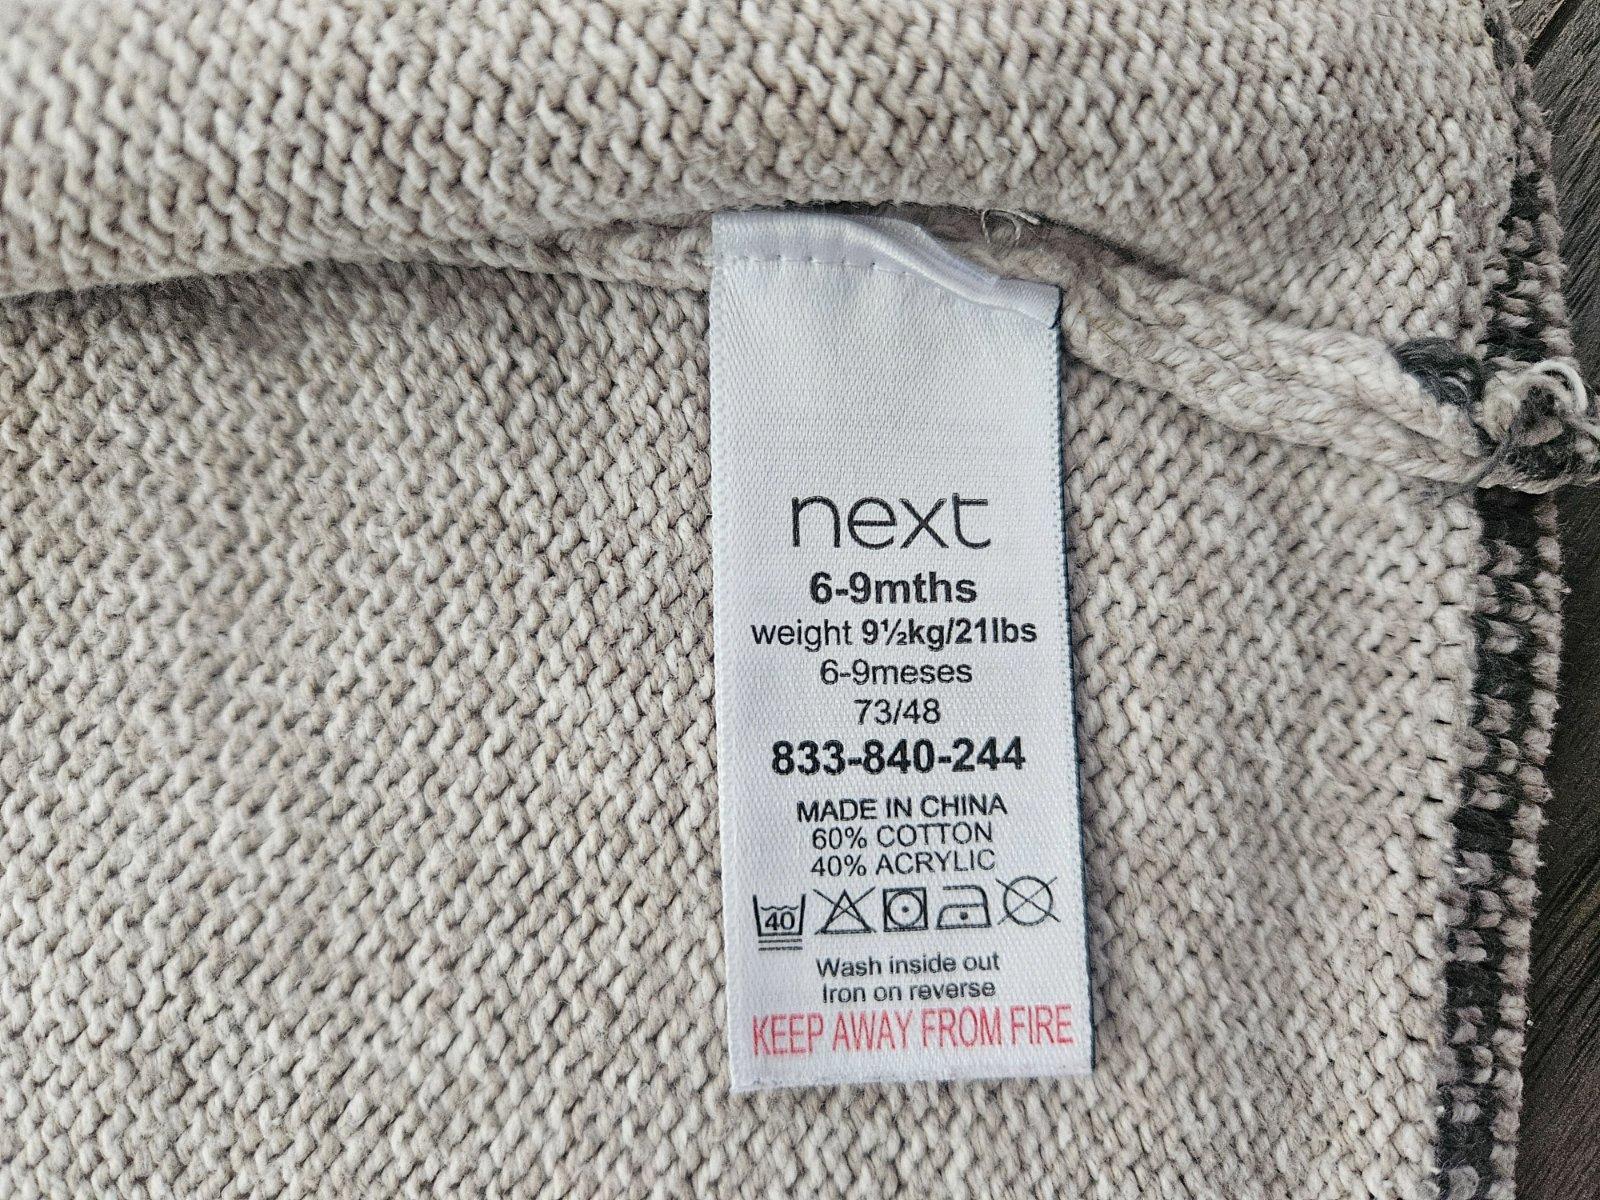 next
6-9mths
weight 9½kg/21lbs
6-9meses
73/48
833-840-244
MADE IN CHINA
60% COTTON
40% ACRYLIC
40
Wash inside out
Iron on reverse
KEEP AWAY FROM FIRE